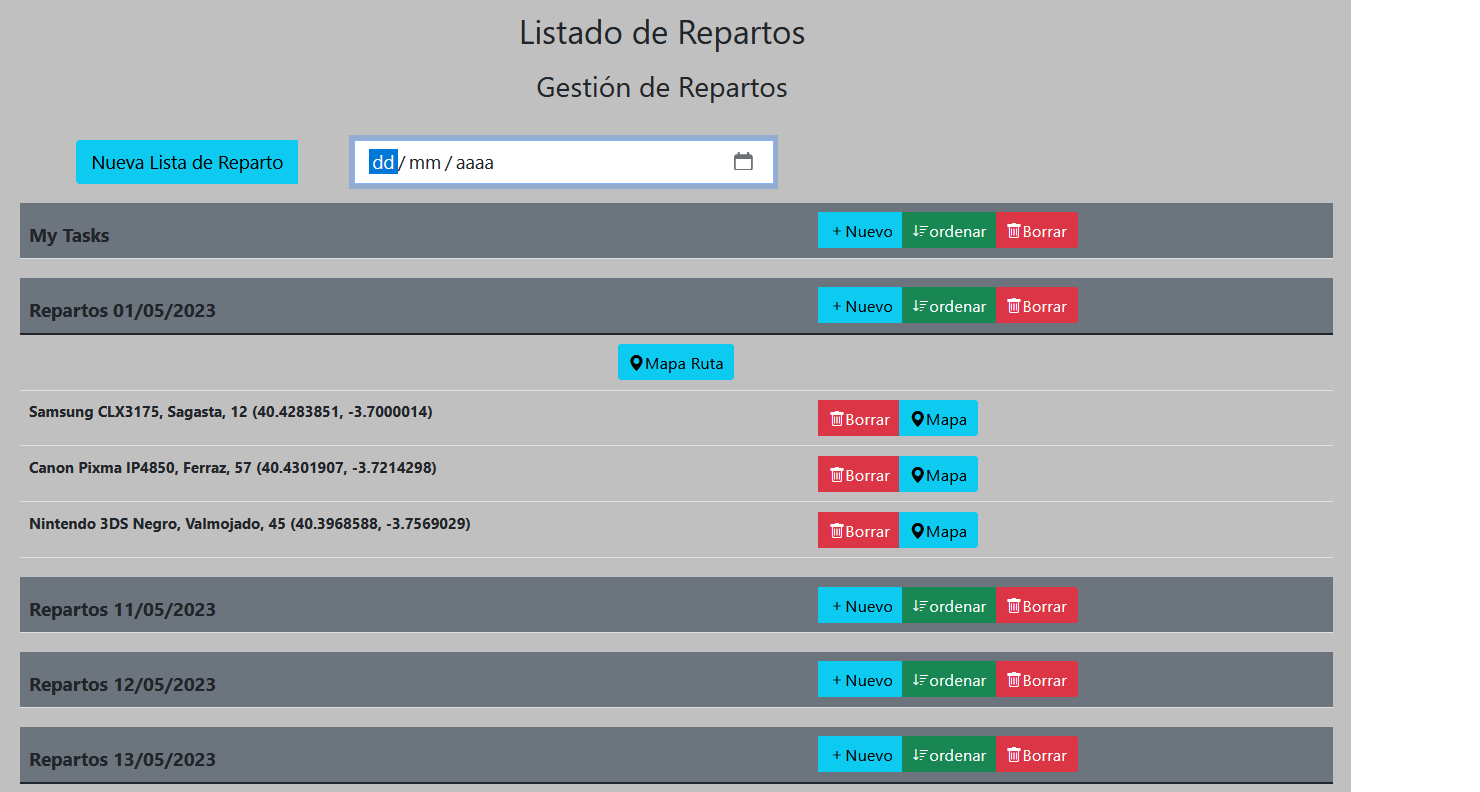 Listado de Repartos
Gestión de Repartos
Nueva Lista de Reparto dd/mm/aaaa
My Tasks + Nuevo ordenar Borrar
Repartos 01/05/2023 + Nuevo ordenar Borrar
Mapa Ruta
Samsung CLX3175, Sagasta, 12 (40.4283851, -3.7000014) Borrar Mapa
Canon Pixma IP4850, Ferraz, 57 (40.4301907, -3.7214298) Borrar Mapa
Nintendo 3DS Negro, Valmojado, 45 (40.3968588, -3.7569029) Borrar Mapa
Repartos 11/05/2023 + Nuevo ordenar Borrar
Repartos 12/05/2023 + Nuevo ordenar Borrar
Repartos 13/05/2023 + Nuevo ordenar Borrar